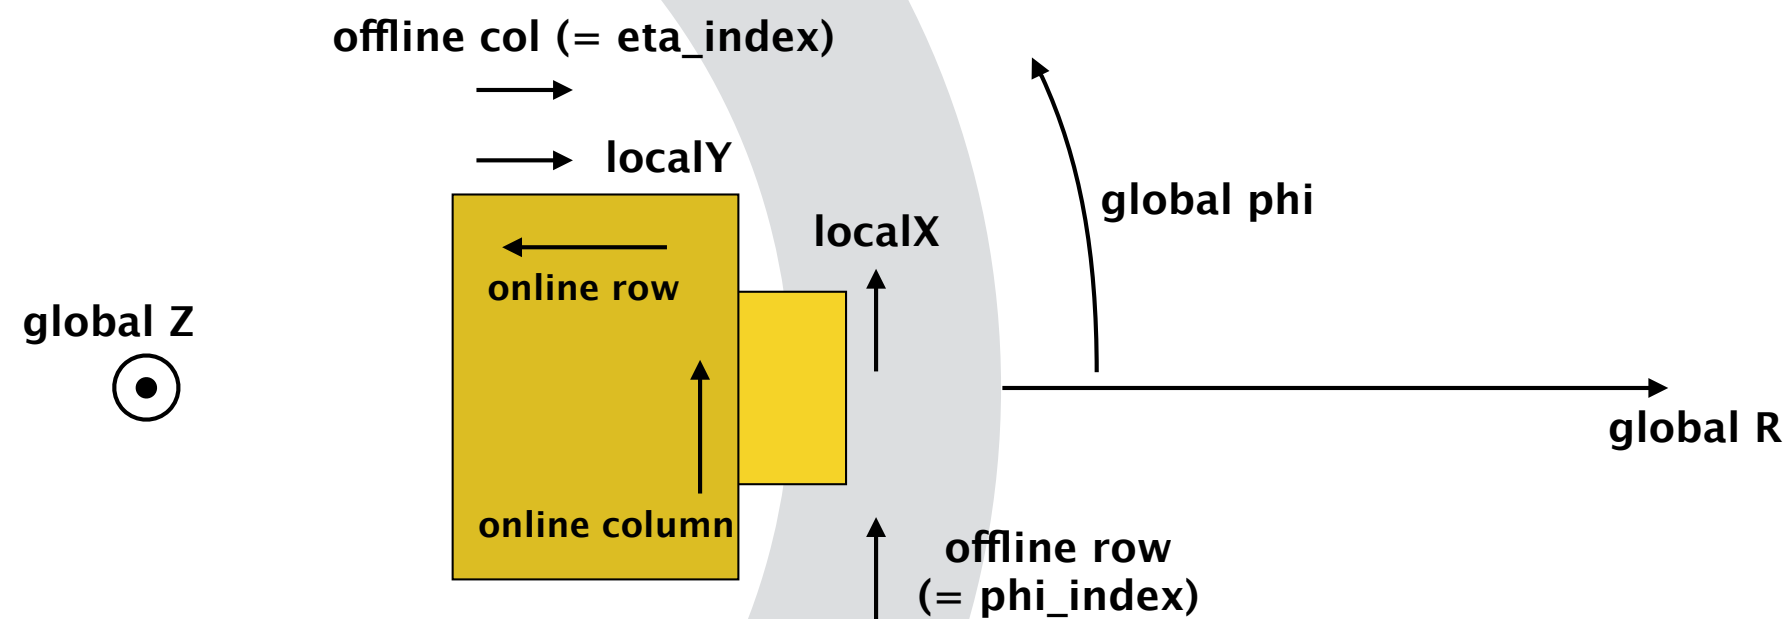 offline col (= eta_index)
localY
global phi
localX
online row
global Z
global R
online column
offline row
(= phi_index)